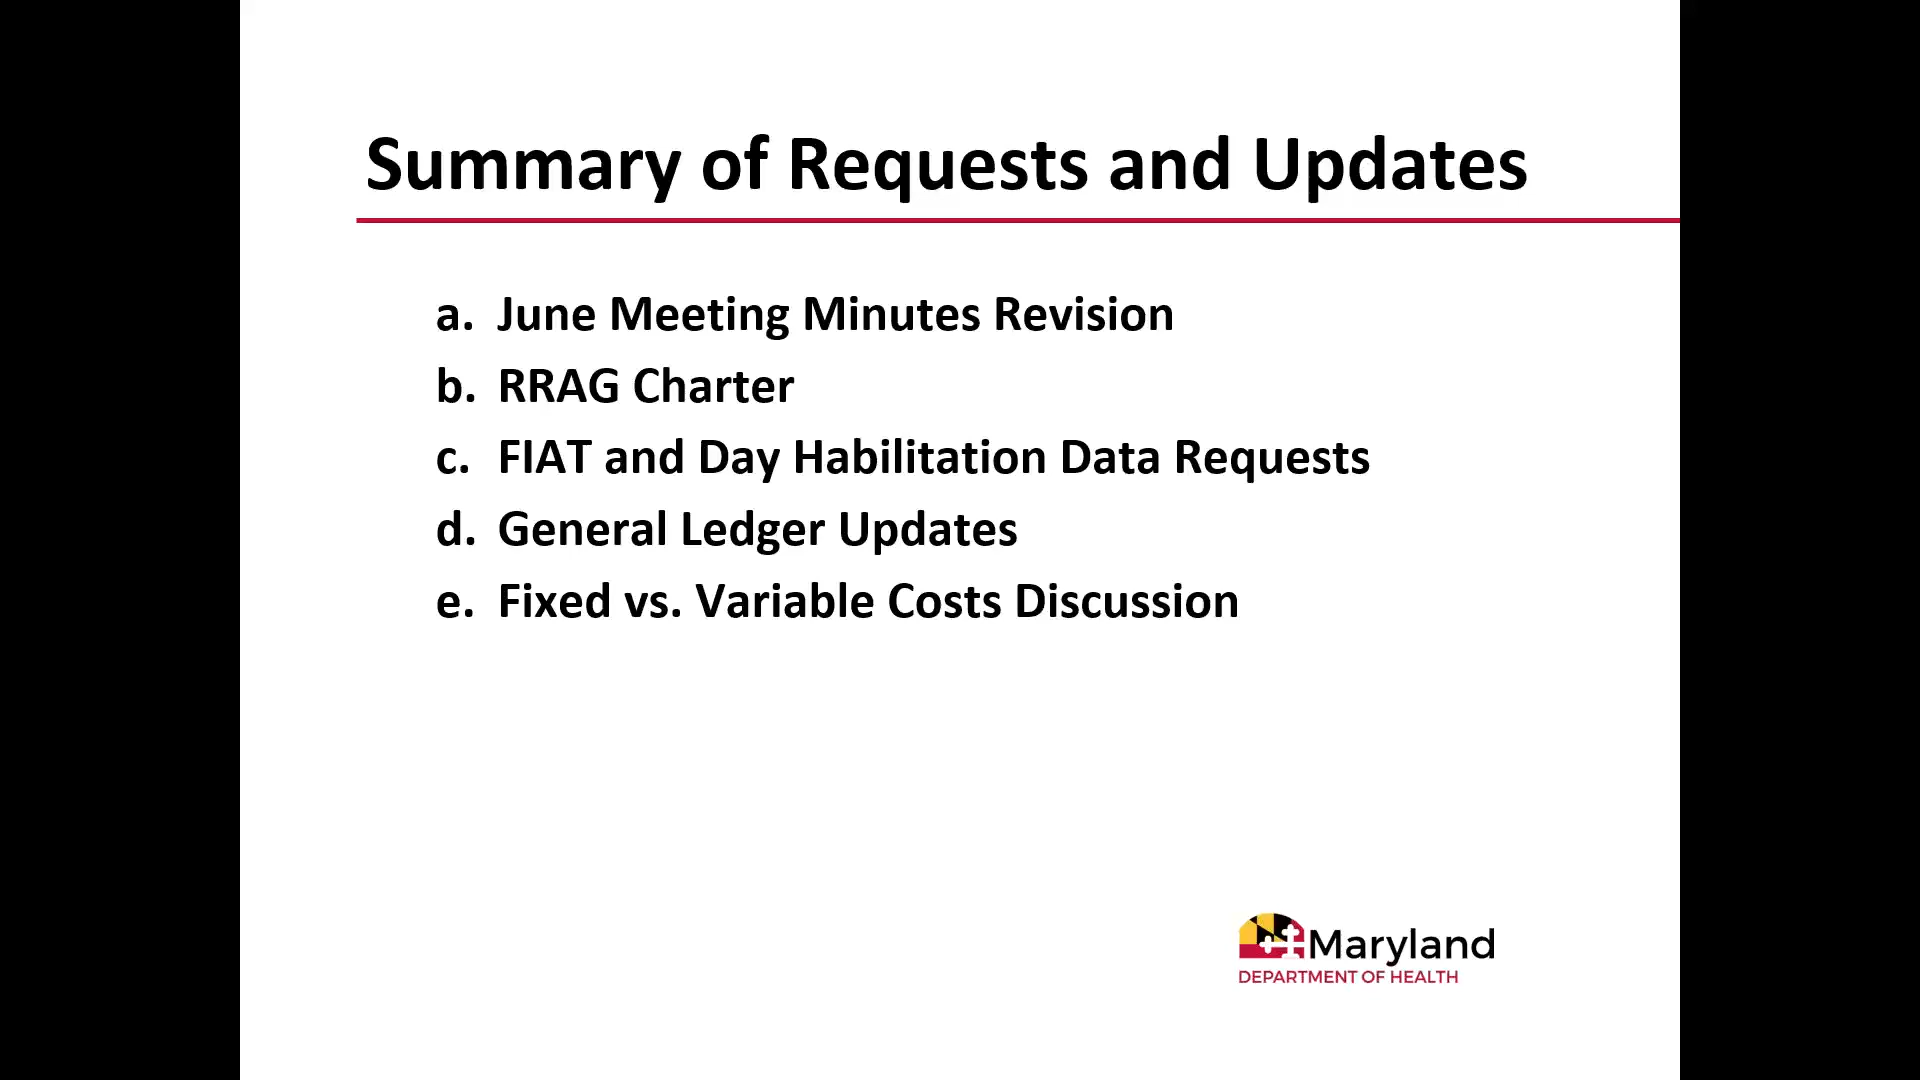 Summary of Requests and Updates
a. June Meeting Minutes Revision
b. RRAG Charter
c. FIAT and Day Habilitation Data Requests
d. General Ledger Updates
e. Fixed vs. Variable Costs Discussion
Maryland
DEPARTMENT OF HEALTH